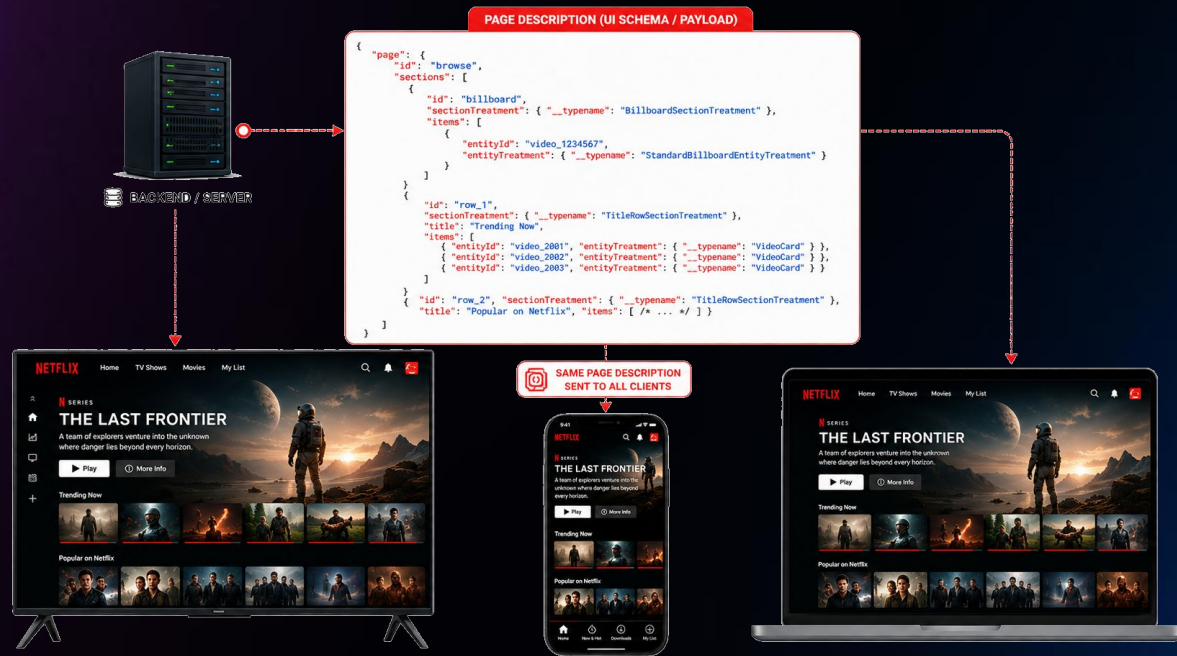 PAGE DESCRIPTION (UI SCHEMA / PAYLOAD)
{
"page": {
"id": "browse",
"sections": [
{
"id": "billboard",
"sectionTreatment": { "__typename": "BillboardSectionTreatment" },
"items": [
{
"entityId": "video_1234567",
"entityTreatment": { "__typename": "StandardBillboardEntityTreatment" }
}
]
}
{
"id": "row_1",
"sectionTreatment": { "__typename": "TitleRowSectionTreatment" },
"title": "Trending Now",
"items": [
{ "entityId": "video_2001", "entityTreatment": { "__typename": "VideoCard" } },
{ "entityId": "video_2002", "entityTreatment": { "__typename": "VideoCard" } },
{ "entityId": "video_2003", "entityTreatment": { "__typename": "VideoCard" } }
]
}
{ "id": "row_2", "sectionTreatment": { "__typename": "TitleRowSectionTreatment" },
"title": "Popular on Netflix", "items": [ /* ... */ ] }
]
}
BACKEND / SERVER
SAME PAGE DESCRIPTION
SENT TO ALL CLIENTS
NETFLIX Home TV Shows Movies My List
N SERIES
THE LAST FRONTIER
A team of explorers venture into the unknown
where danger lies beyond every horizon.
Play More Info
Trending Now
Popular on Netflix
9:41
NETFLIX
N SERIES
THE LAST FRONTIER
A team of explorers venture into the
unknown where danger lies beyond
every horizon.
Play More Info
Trending Now
Popular on Netflix
Home New & Hot Downloads My List
NETFLIX Home TV Shows Movies My List
N SERIES
THE LAST FRONTIER
A team of explorers venture into the unknown
where danger lies beyond every horizon.
Play More Info
Trending Now
Popular on Netflix